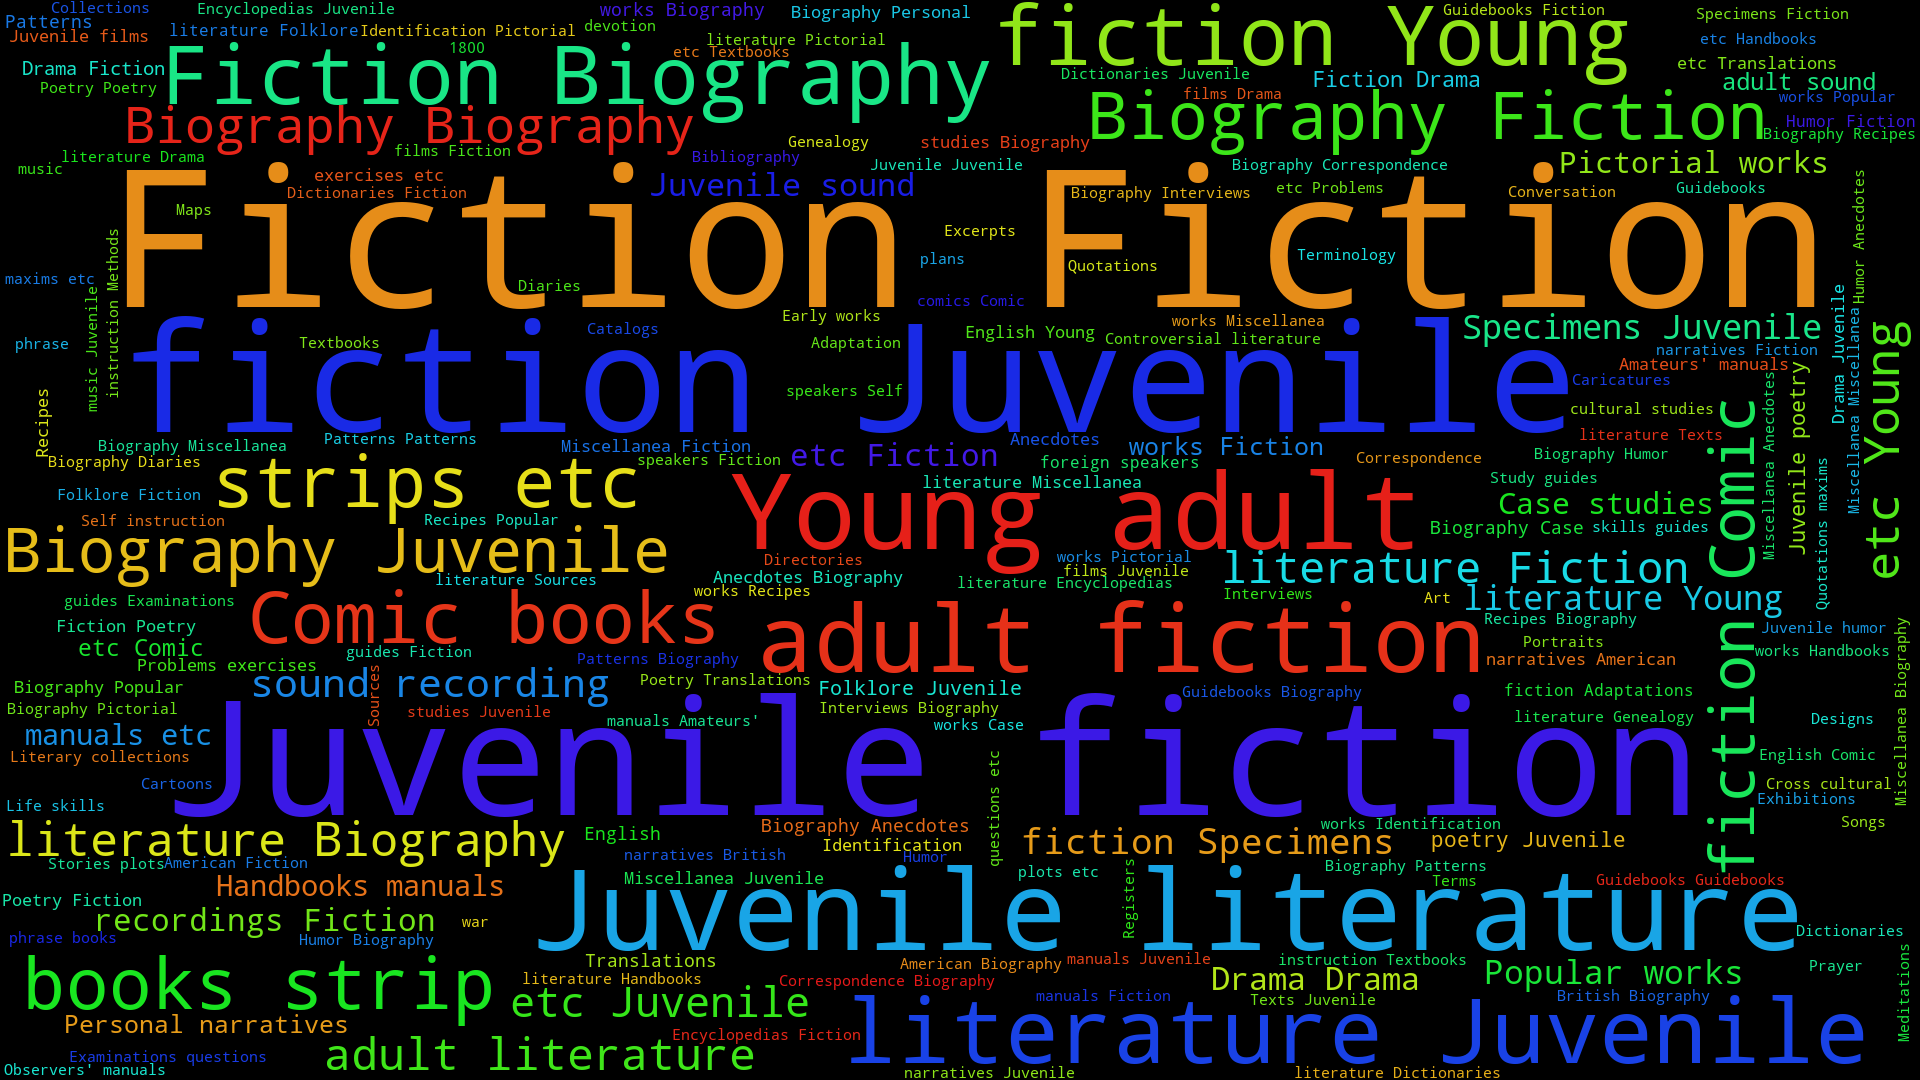 Collections
Encyclopedias Juvenile
works Biography
Biography Personal
Guidebooks Fiction
Specimens Fiction
Patterns
Juvenile films
literature Folklore
Identification Pictorial
devotion
fiction Young
etc Handbooks
1800
literature Pictorial
etc Textbooks
etc Translations
Drama Fiction
Fiction Biography
Dictionaries Juvenile
Fiction Drama
adult sound
Poetry Poetry
films Drama
works Popular
Biography Biography
Biography Fiction
Humor Fiction
Biography Recipes
Genealogy
studies Biography
films Fiction
literature Drama
Bibliography
Juvenile Juvenile
Biography Correspondence
Pictorial works
music
exercises etc
Dictionaries Fiction
Juvenile sound
Biography Interviews
etc Problems
Conversation
Guidebooks
Maps
Fiction Fiction
Excerpts
Terminology
plans
Quotations
Humor Anecdotes
maxims etc
instruction Methods
Diaries
comics Comic
music Juvenile
Early works
works Miscellanea
Drama Juvenile
Miscellanea Miscellanea
phrase
Textbooks
Catalogs
Adaptation
English Young
Controversial literature
Specimens Juvenile
narratives Fiction
Amateurs' manuals
fiction Juvenile
Caricatures
etc Young
speakers Self
cultural studies
Recipes
Biography Miscellanea
Patterns Patterns
Miscellanea Fiction
Anecdotes
works Fiction
literature Texts
Miscellanea Anecdotes
Juvenile poetry
Biography Diaries
speakers Fiction
etc Fiction
foreign speakers
Correspondence
Biography Humor
strips etc
literature Miscellanea
Study guides
Folklore Fiction
Young adult
Case studies
fiction Comic
Quotations maxims
Self instruction
Recipes Popular
Biography Case
skills guides
Biography Juvenile
Directories
works Pictorial
films Juvenile
literature Fiction
literature Sources
Anecdotes Biography
literature Encyclopedias
works Recipes
Interviews
Art
literature Young
guides Examinations
Comic books
adult fiction
Recipes Biography
Fiction Poetry
Juvenile humor
etc Comic
guides Fiction
Portraits
works Handbooks
Problems exercises
Patterns Biography
narratives American
Miscellanea Biography
Biography Popular
sound recording
Sources
Poetry Translations
Folklore Juvenile
Guidebooks Biography
fiction Adaptations
Biography Pictorial
studies Juvenile
Interviews Biography
manuals Amateurs'
works Case
literature Genealogy
Designs
manuals etc
Literary collections
Juvenile fiction
English Comic
Cartoons
questions etc
Cross cultural
Life skills
Exhibitions
literature Biography
English
Biography Anecdotes
works Identification
Songs
Identification
fiction Specimens
poetry Juvenile
Stories plots
American Fiction
narratives British
Humor
Biography Patterns
Handbooks manuals
Miscellanea Juvenile
plots etc
Terms
Guidebooks Guidebooks
Registers
Poetry Fiction
recordings Fiction
war
Juvenile literature
phrase books
Humor Biography
Dictionaries
Translations
American Biography
manuals Juvenile
instruction Textbooks
Prayer
books strip
literature Handbooks
Correspondence Biography
Drama Drama
Popular works
Meditations
etc Juvenile
manuals Fiction
Texts Juvenile
British Biography
Personal narratives
Encyclopedias Fiction
literature Juvenile
Examinations questions
adult literature
Observers' manuals
narratives Juvenile
literature Dictionaries